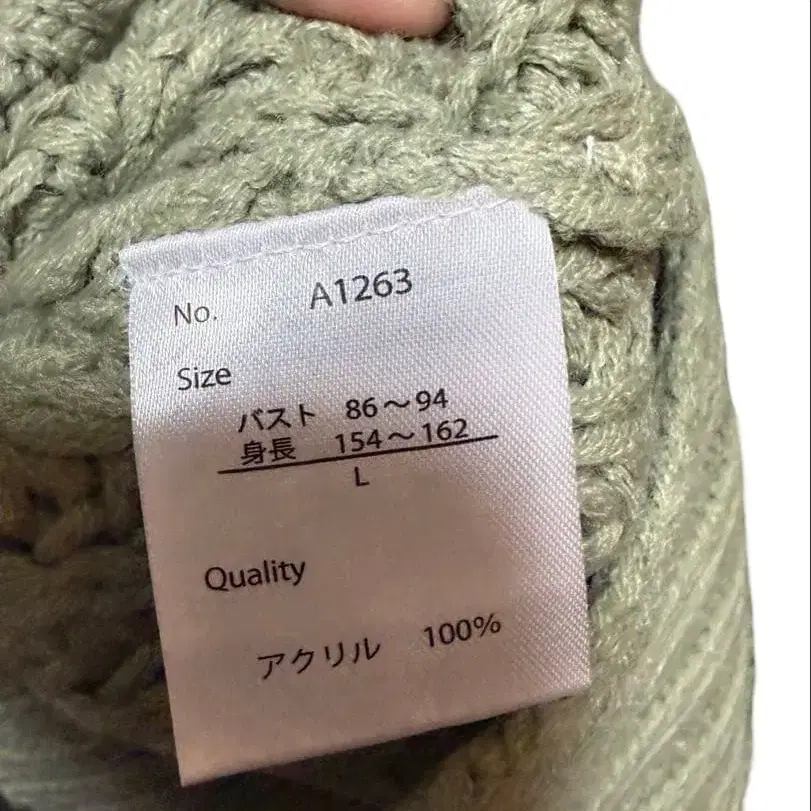 No. A1263
Size
バスト 86～94
身長 154～162
L
Quality
アクリル 100%